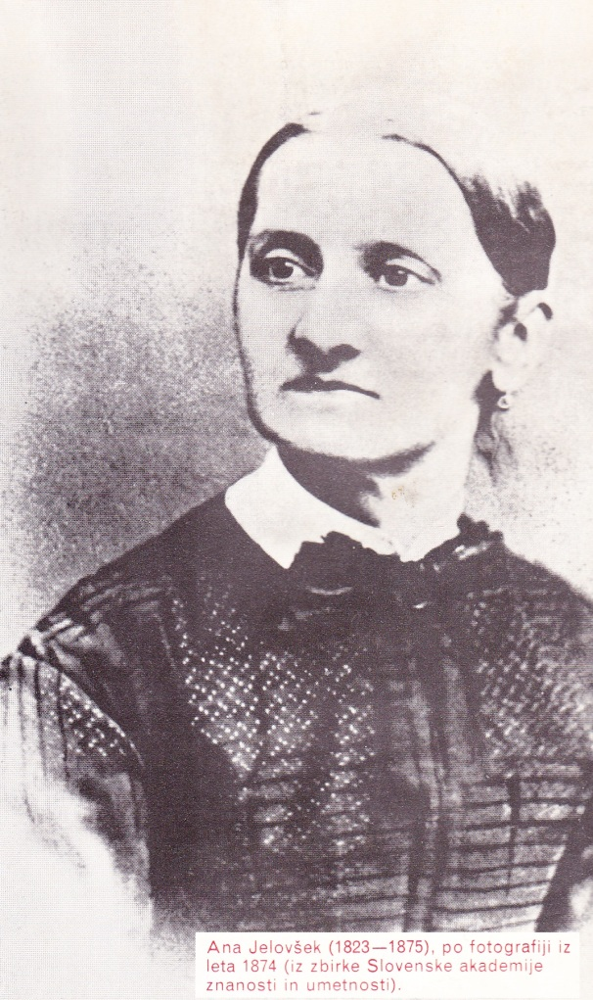 Ana Jelovšek (1823—1875), po fotografiji iz
leta 1874 (iz zbirke Slovenske akademije
znanosti in umetnosti).